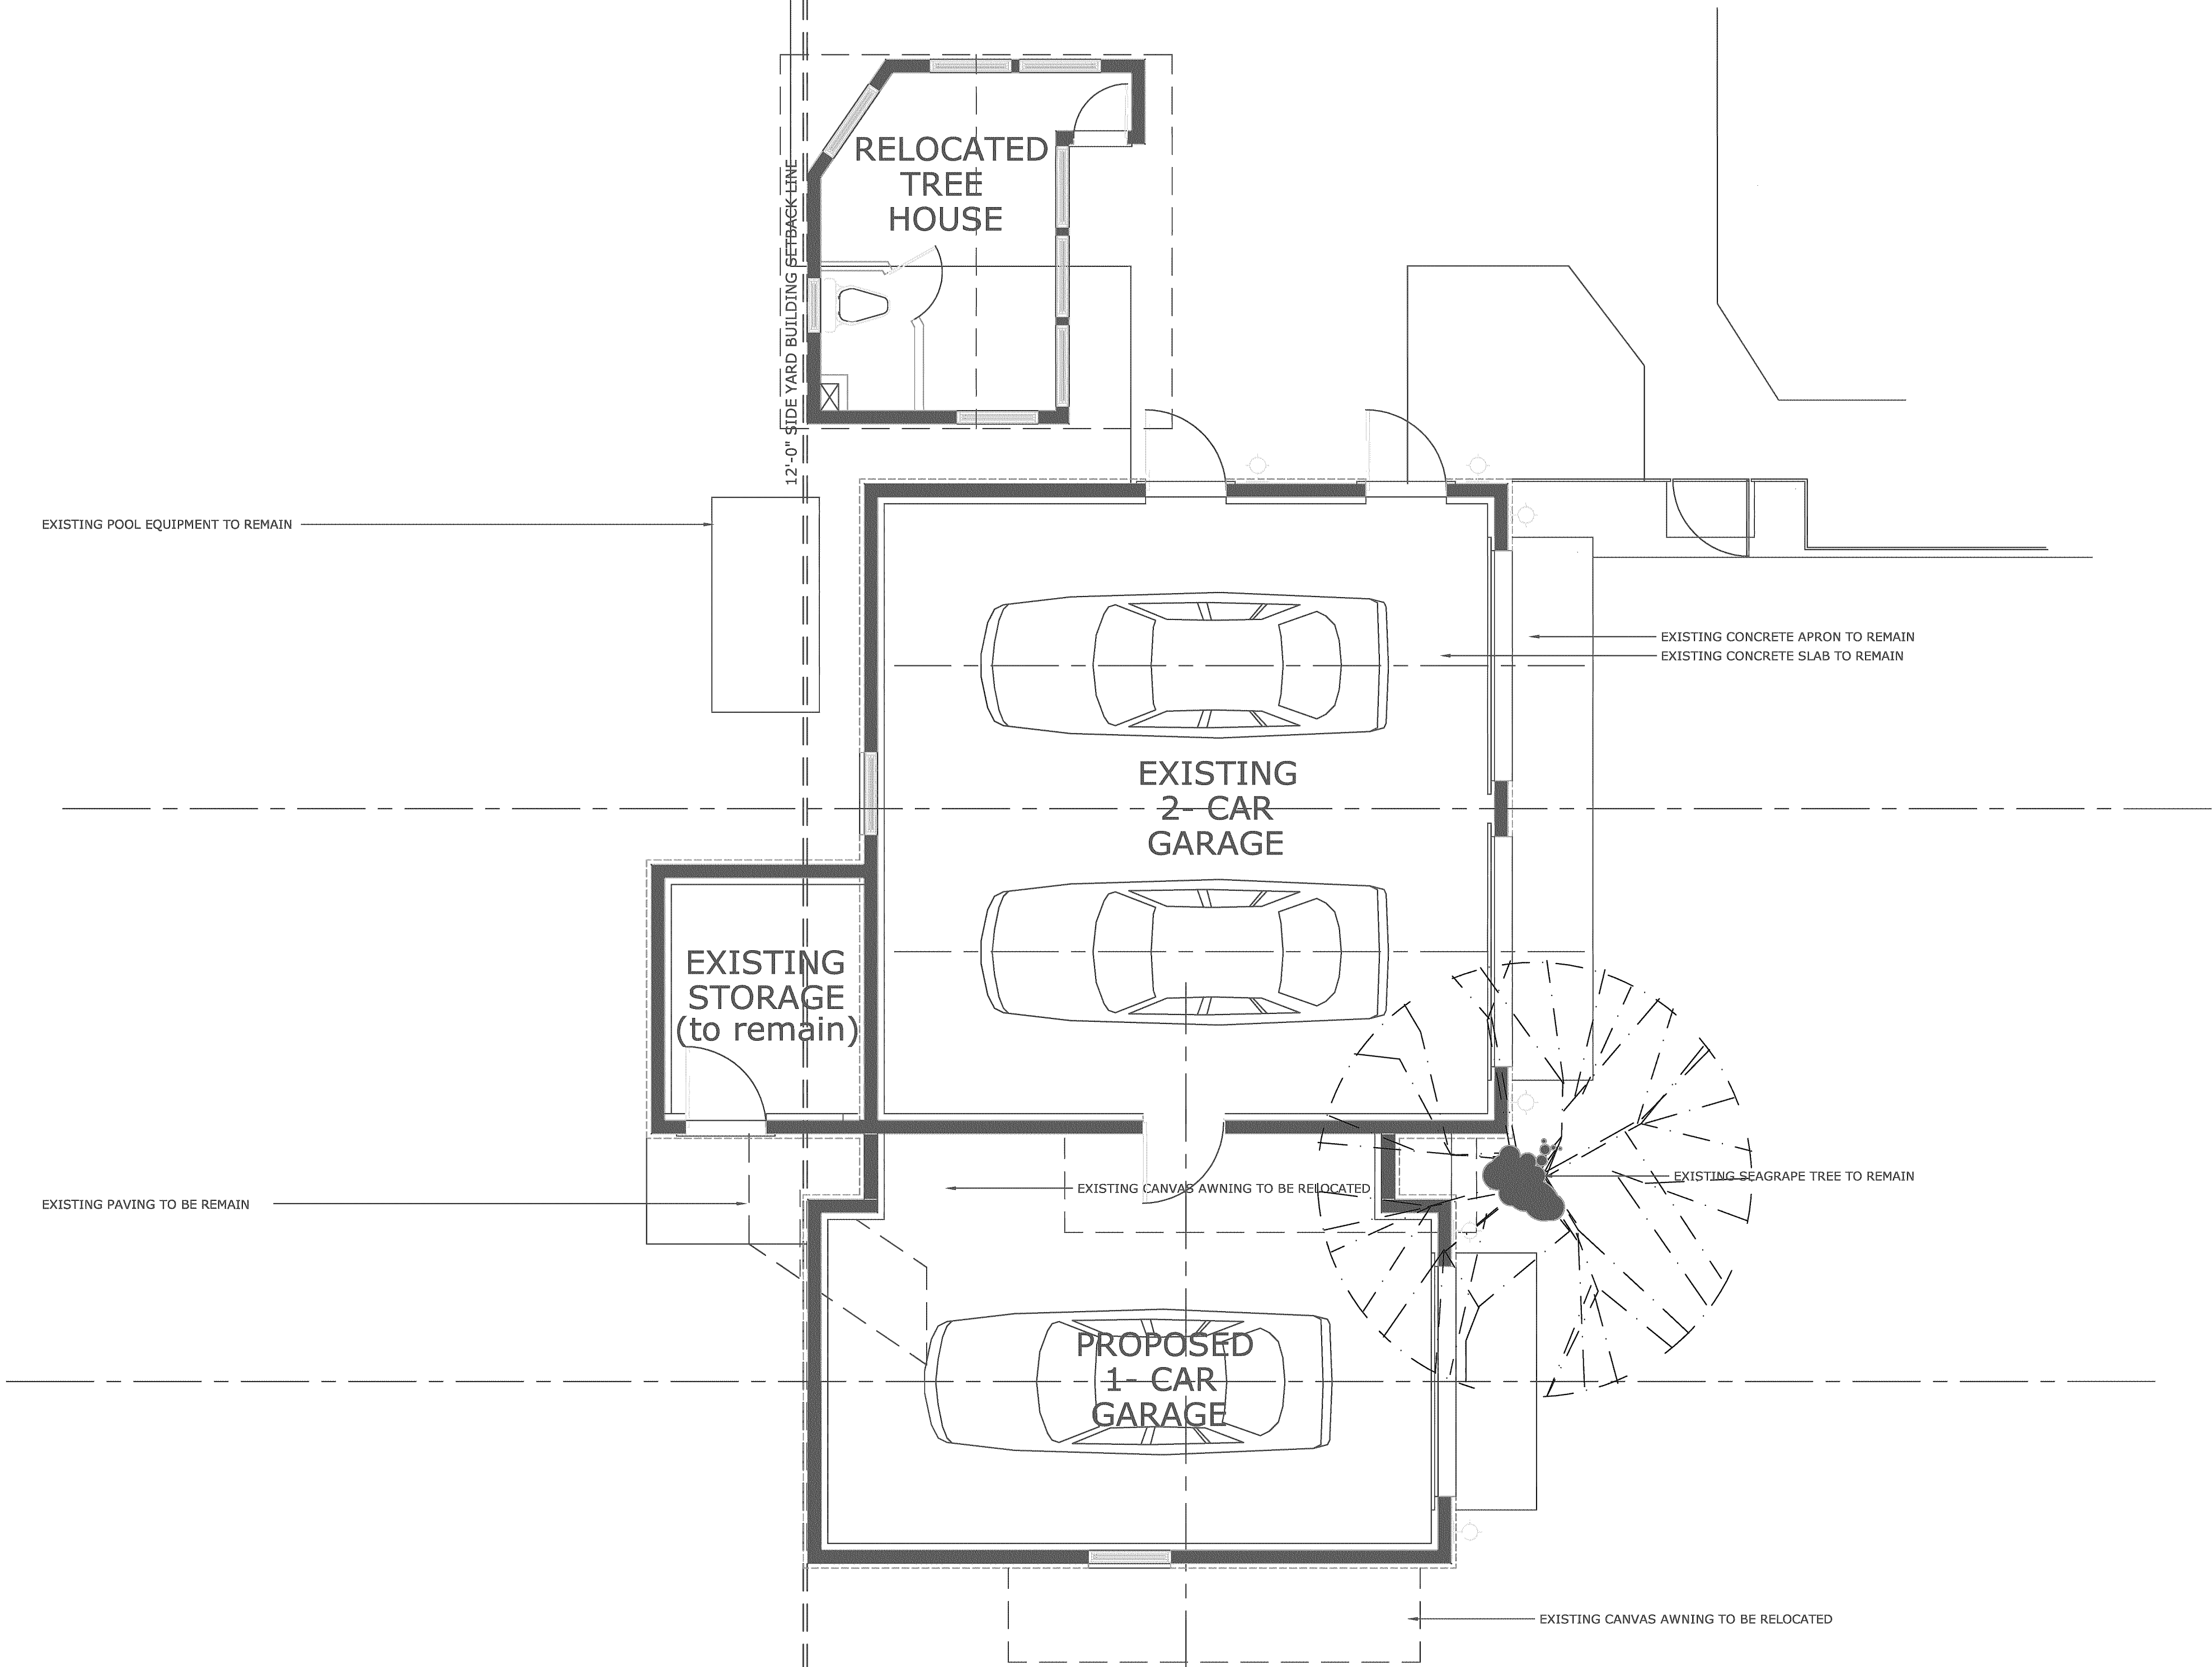 RELOCATED
TREE
HOUSE
12'-0" SIDE YARD BUILDING SETBACK LINE
EXISTING POOL EQUIPMENT TO REMAIN
EXISTING CONCRETE APRON TO REMAIN
EXISTING CONCRETE SLAB TO REMAIN
EXISTING
2- CAR
GARAGE
EXISTING
STORAGE
(to remain)
EXISTING SEAGRAPE TREE TO REMAIN
EXISTING CANVAS AWNING TO BE RELOCATED
EXISTING PAVING TO BE REMAIN
PROPOSED
1- CAR
GARAGE
EXISTING CANVAS AWNING TO BE RELOCATED